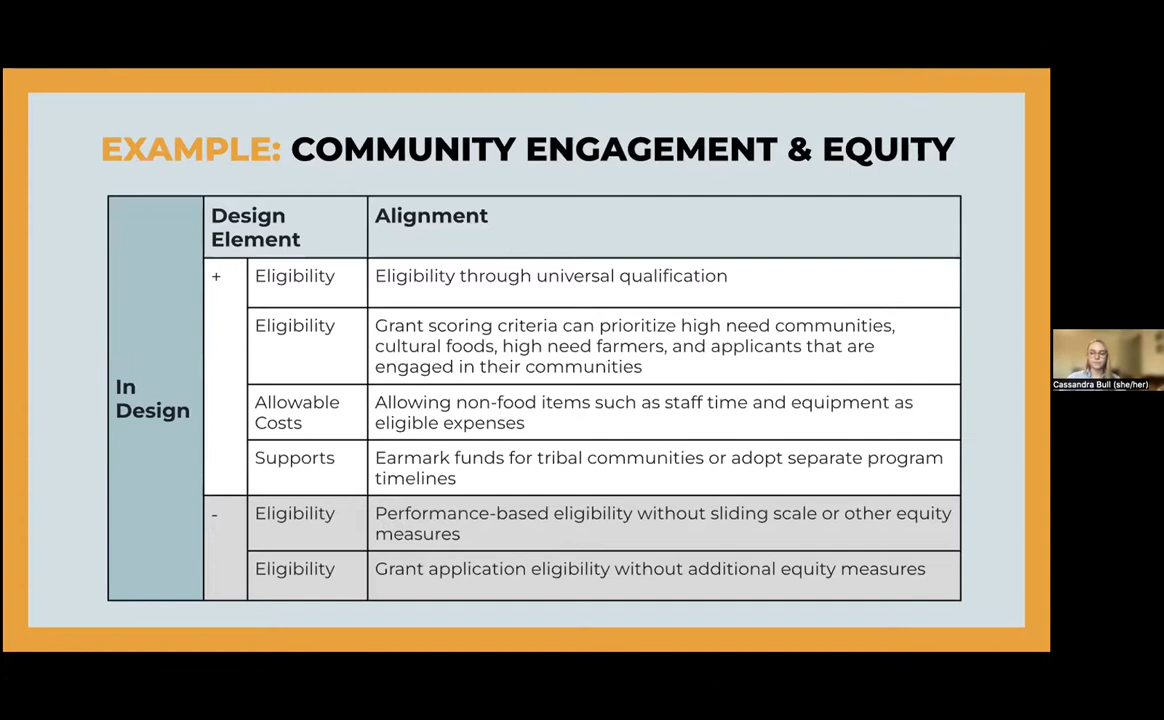 EXAMPLE: COMMUNITY ENGAGEMENT & EQUITY
Design
Element
Alignment
In
Design
+
Eligibility
Eligibility through universal qualification
Eligibility
Grant scoring criteria can prioritize high need communities,
cultural foods, high need farmers, and applicants that are
engaged in their communities
Allowable
Costs
Allowing non-food items such as staff time and equipment as
eligible expenses
Supports
Earmark funds for tribal communities or adopt separate program
timelines
-
Eligibility
Performance-based eligibility without sliding scale or other equity
measures
Eligibility
Grant application eligibility without additional equity measures
Cassandra Bull (she/her)